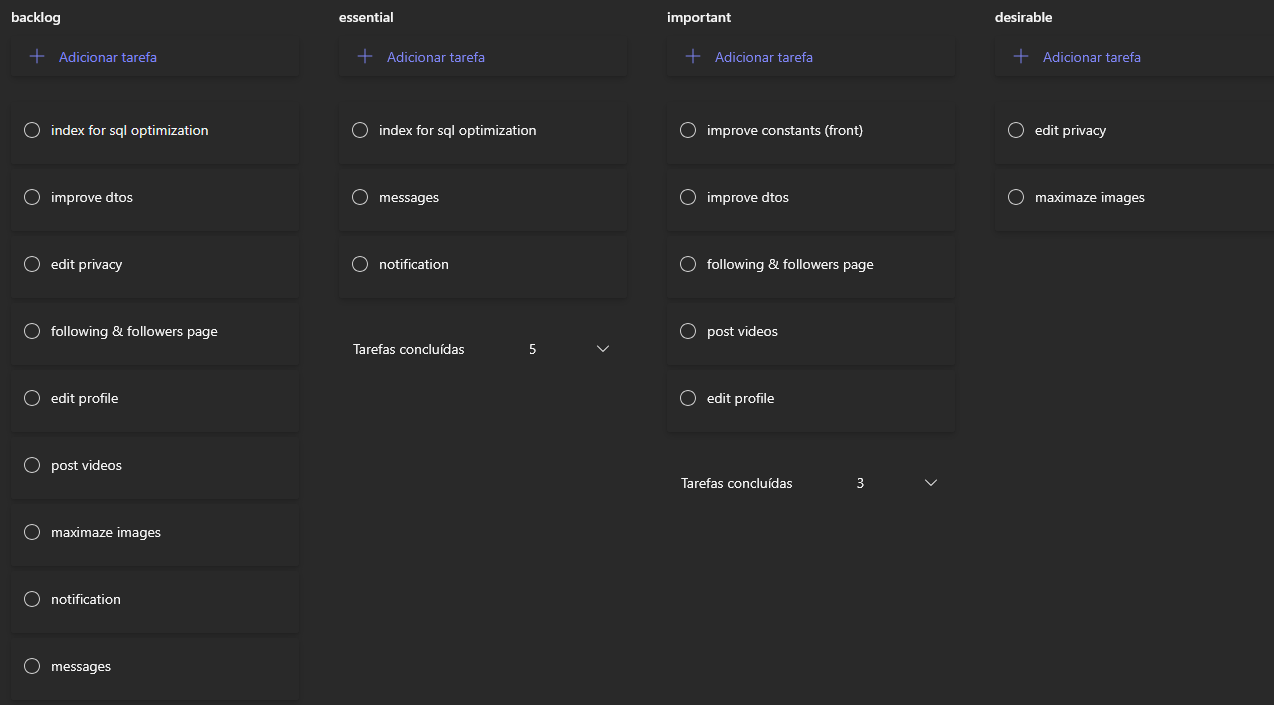 backlog
Adicionar tarefa
index for sql optimization
improve dtos
edit privacy
following & followers page
edit profile
post videos
maximaze images
notification
messages
essential
Adicionar tarefa
index for sql optimization
messages
notification
Tarefas concluídas 5
important
Adicionar tarefa
improve constants (front)
improve dtos
following & followers page
post videos
edit profile
Tarefas concluídas 3
desirable
Adicionar tarefa
edit privacy
maximaze images